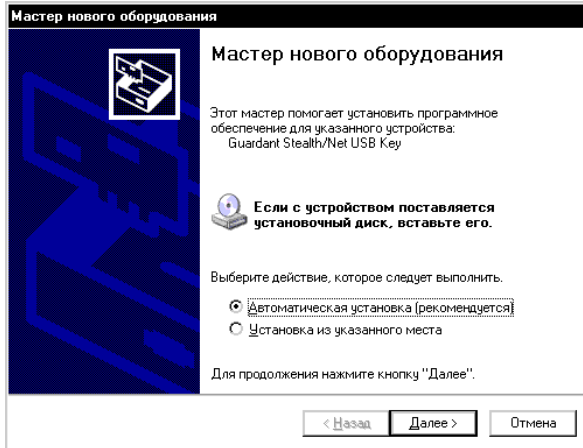 Мастер нового оборудования
Мастер нового оборудования
Этот мастер помогает установить программное
обеспечение для указанного устройства:
Guardant Stealth/Net USB Key
Если с устройством поставляется
установочный диск, вставьте его.
Выберите действие, которое следует выполнить.
Автоматическая установка (рекомендуется)
Установка из указанного места
Для продолжения нажмите кнопку "Далее".
< Назад Далее > Отмена